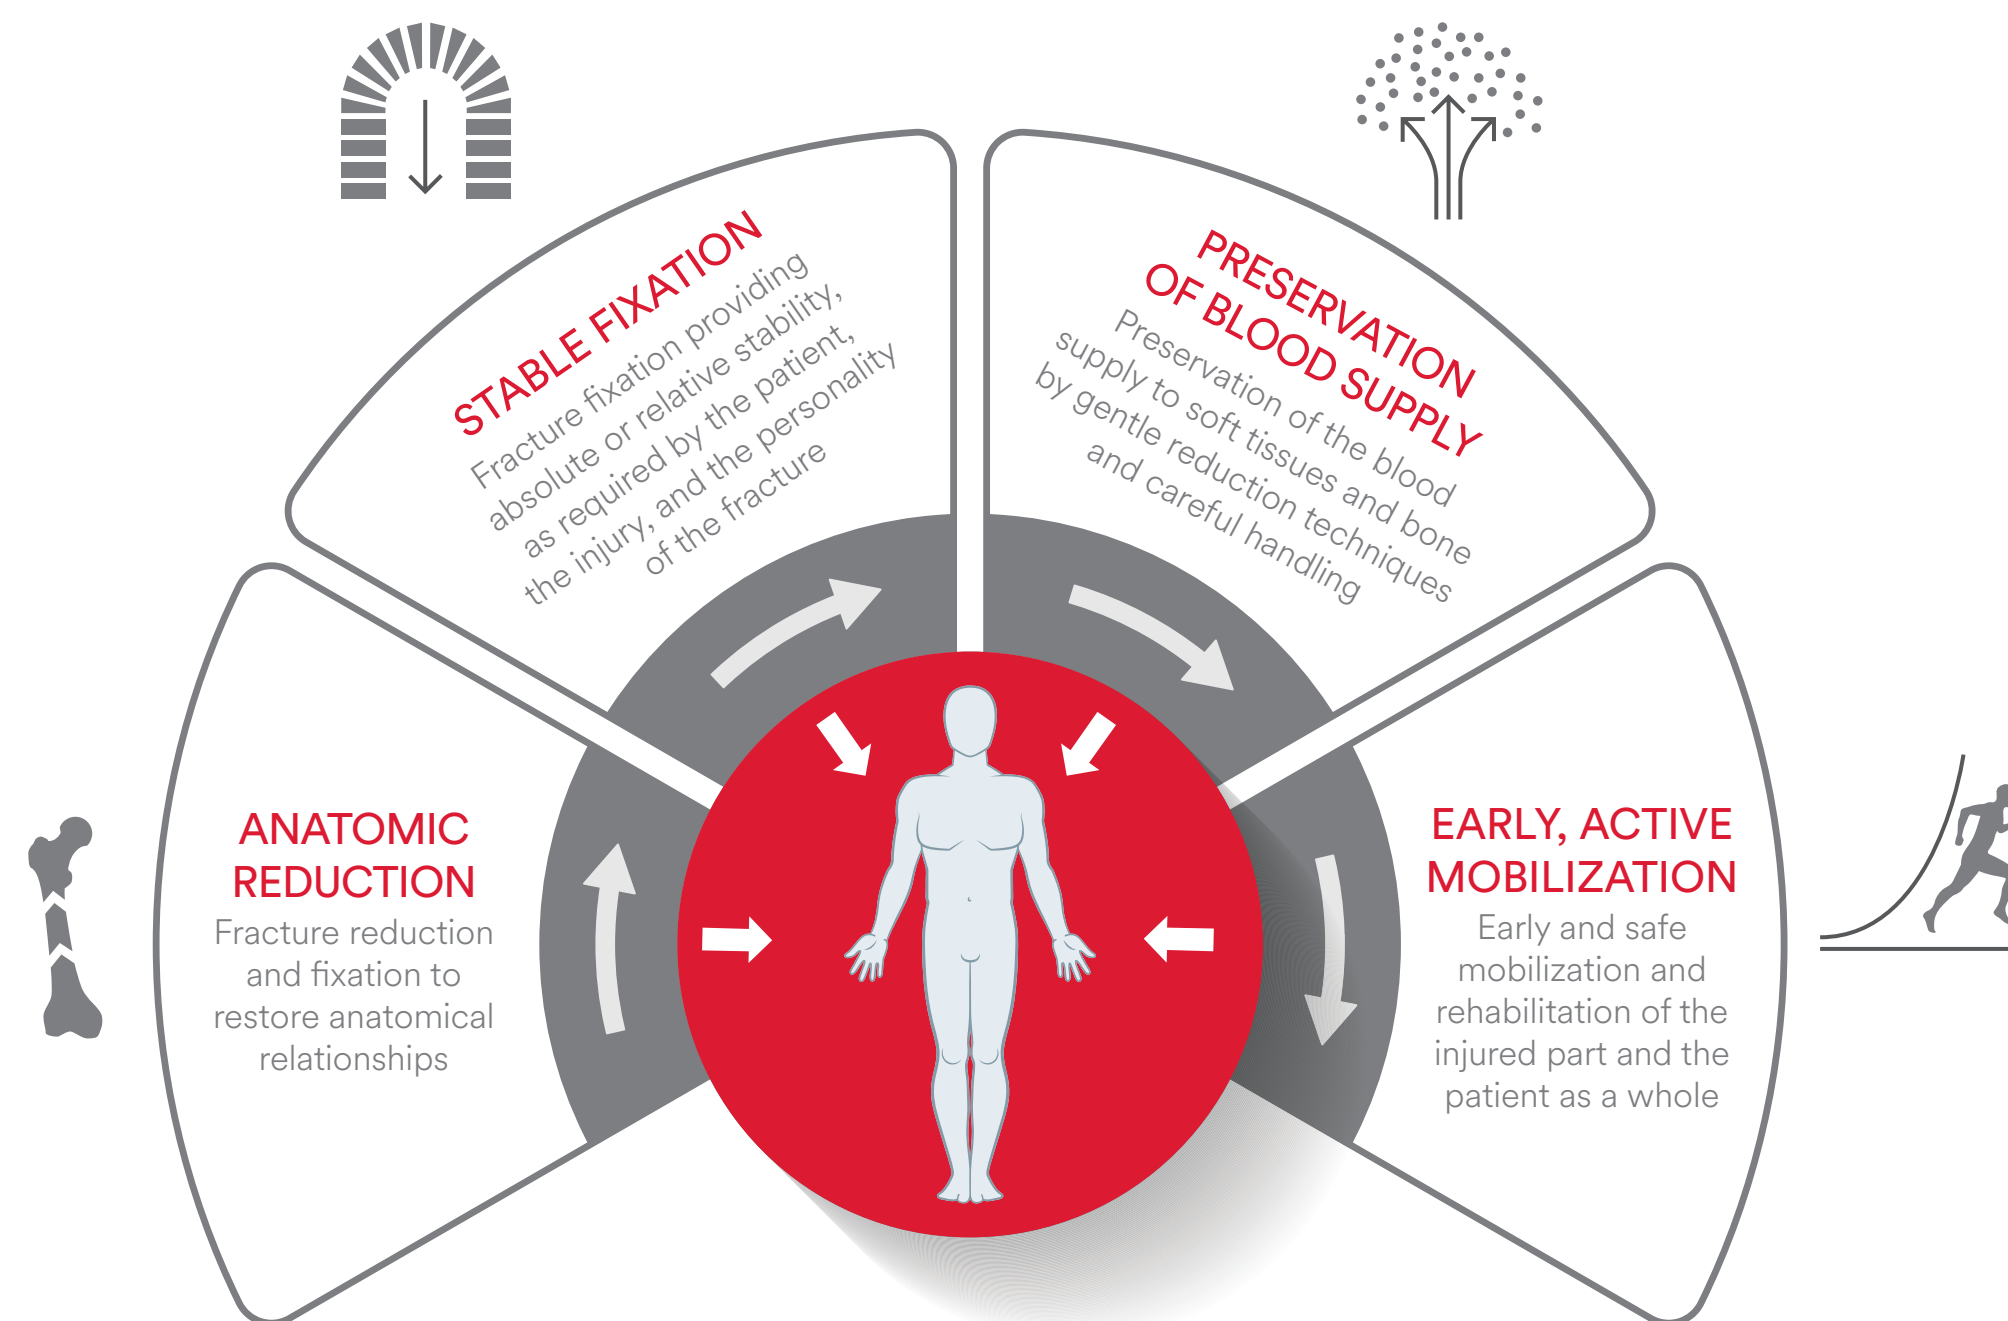 STABLE FIXATION
Fracture fixation providing
absolute or relative stability,
as required by the patient,
the injury, and the personality
of the fracture
PRESERVATION
OF BLOOD SUPPLY
Preservation of the blood
supply to soft tissues and bone
by gentle reduction techniques
and careful handling
ANATOMIC
REDUCTION
Fracture reduction
and fixation to
restore anatomical
relationships
EARLY, ACTIVE
MOBILIZATION
Early and safe
mobilization and
rehabilitation of the
injured part and the
patient as a whole